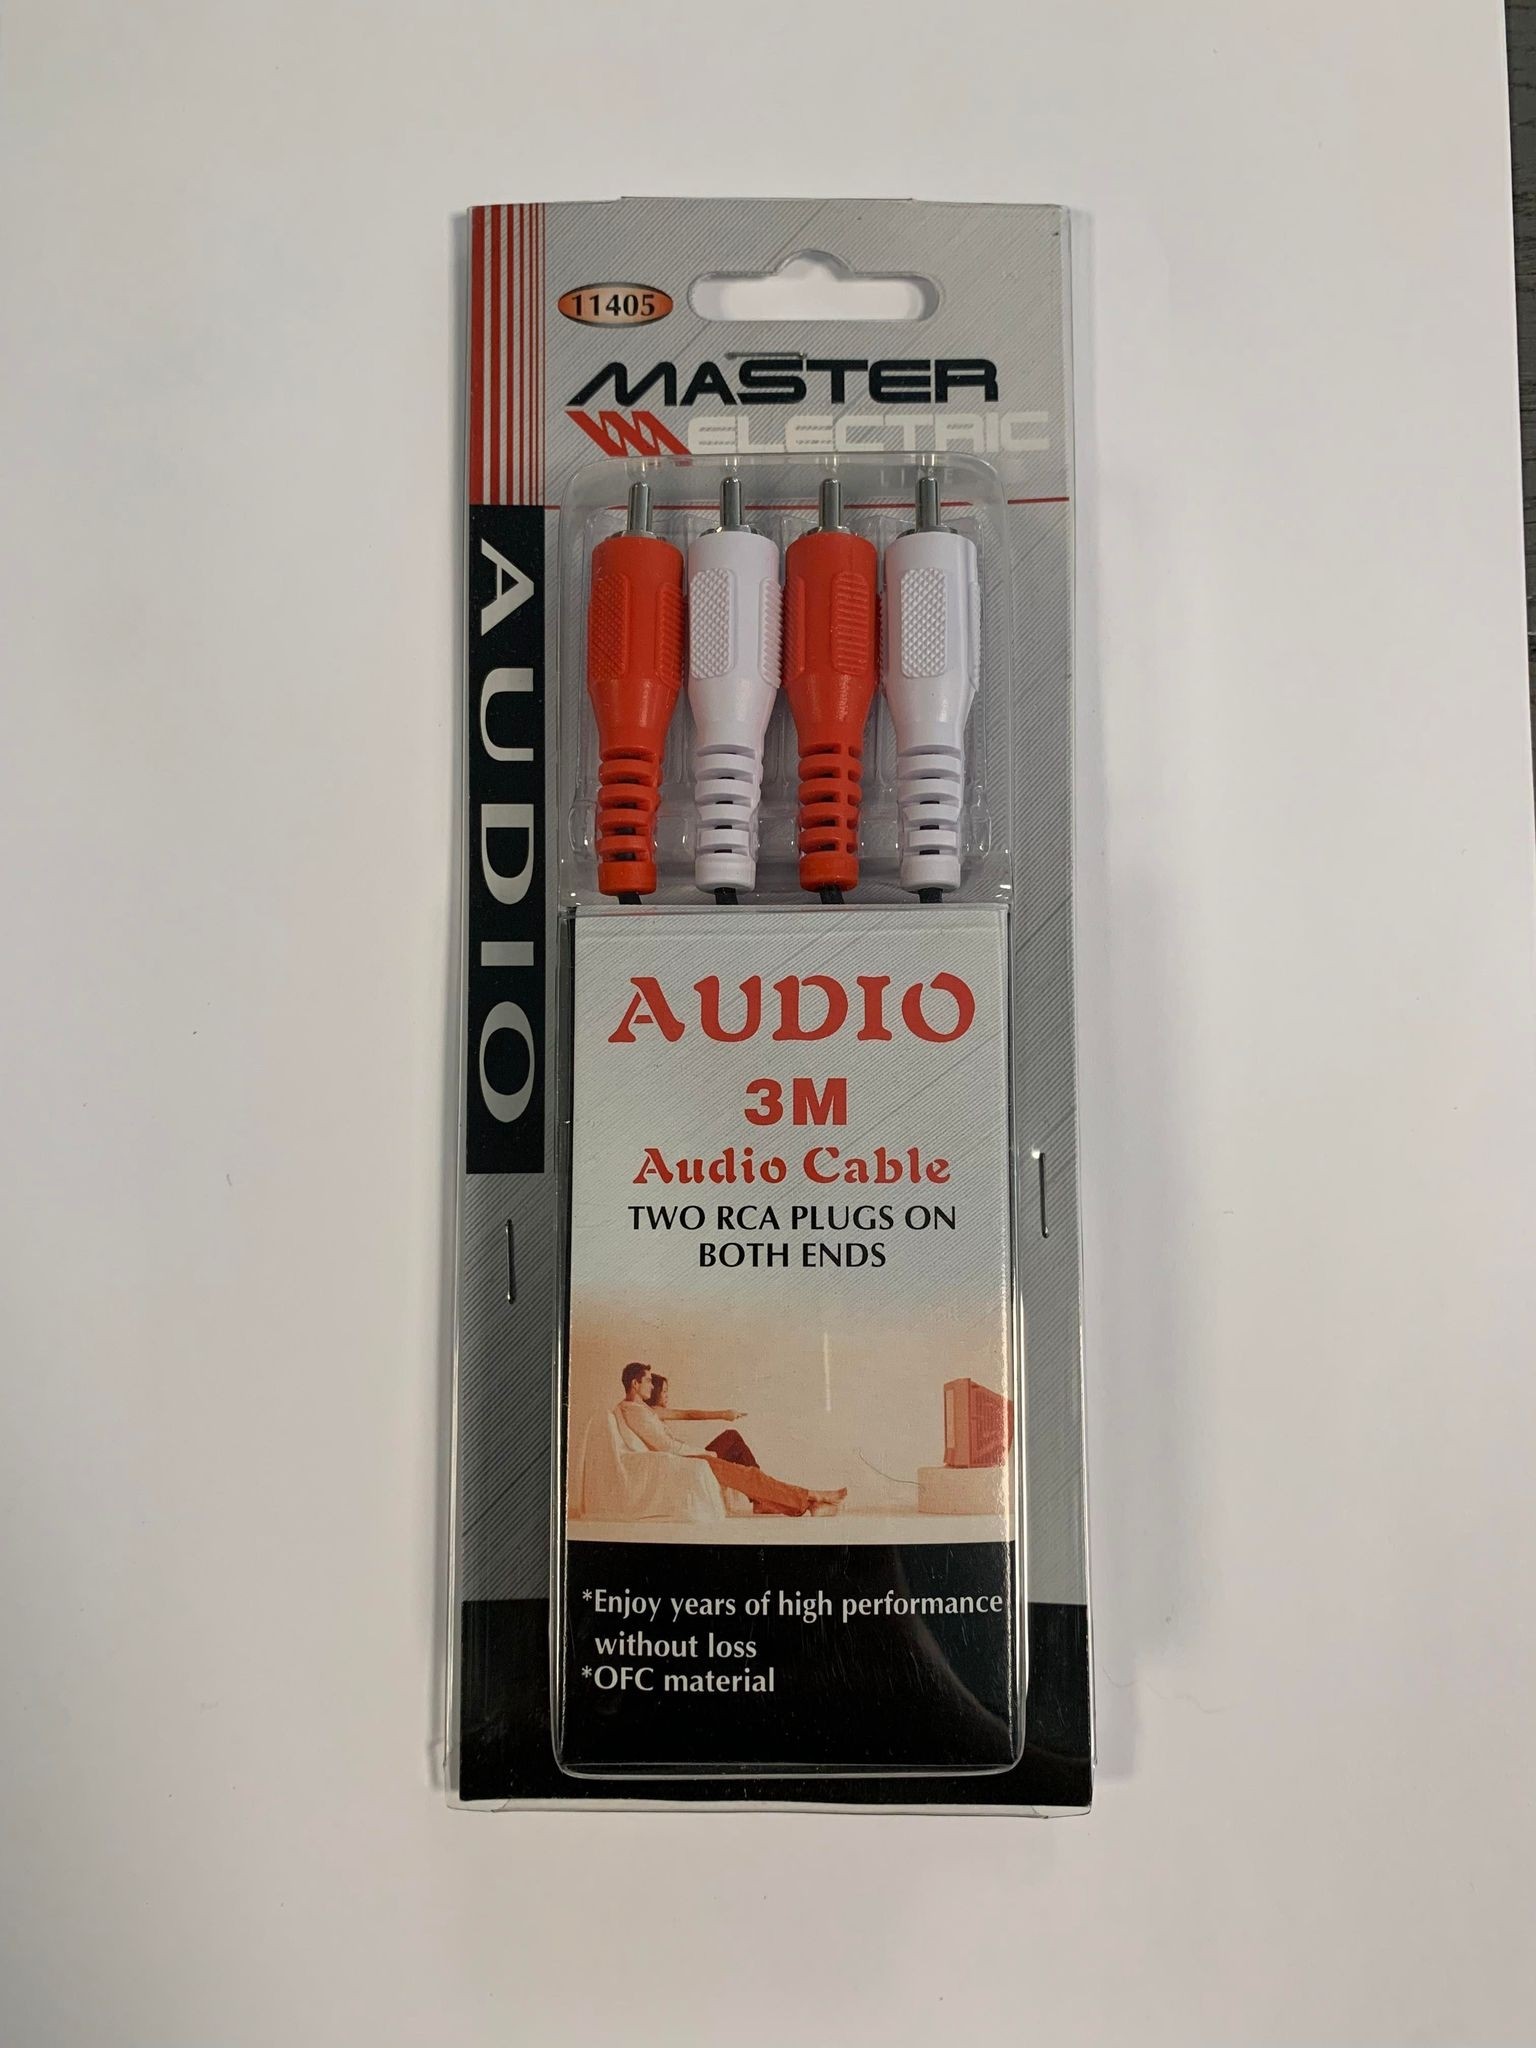 11405
MASTER
ELECTRIC
LINE
AUDIO
AUDIO
3M
Audio Cable
TWO RCA PLUGS ON
BOTH ENDS
*Enjoy years of high performance
without loss
*OFC material